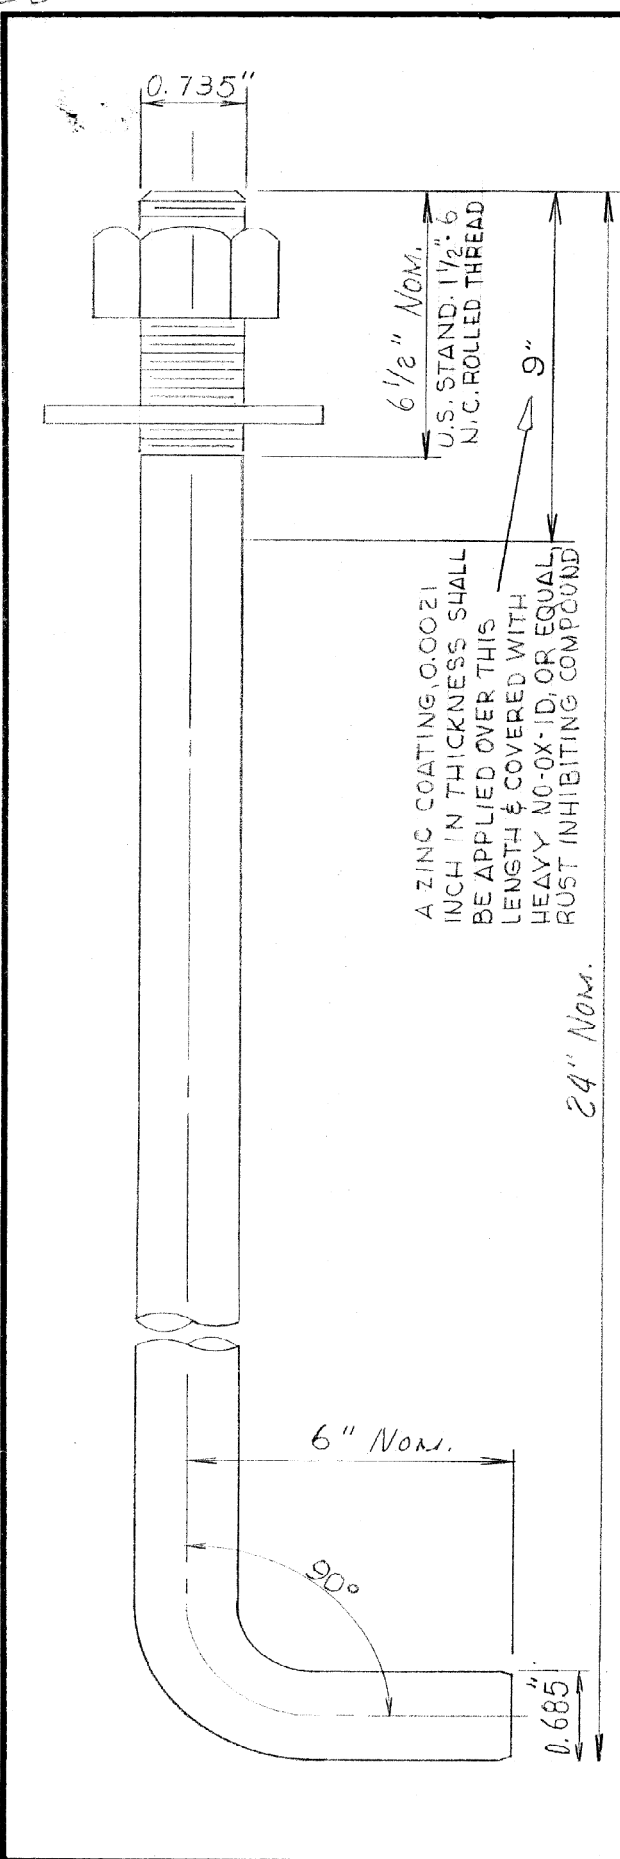 0.735"
6 1/2" NOM.
U.S. STAND. 1 1/2"-6
N.C. ROLLED THREAD
9"
A ZINC COATING, 0.0021
INCH IN THICKNESS SHALL
BE APPLIED OVER THIS
LENGTH & COVERED WITH
HEAVY NO-OX-ID, OR EQUAL,
RUST INHIBITING COMPOUND
24" NOM.
6" NOM.
90°
0.685"